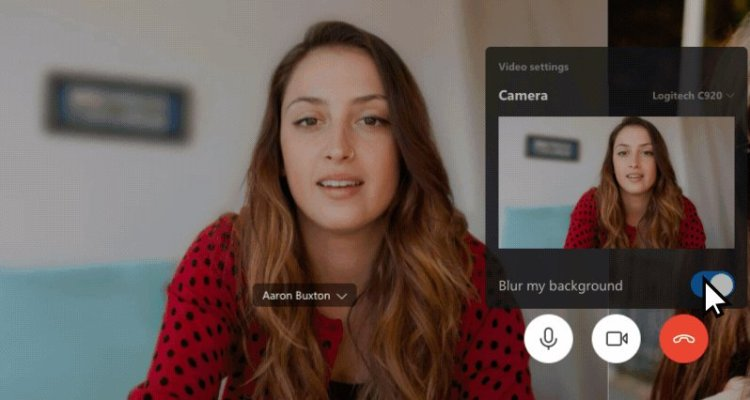 Video settings
Camera
Logitech C920
Blur my background
Aaron Buxton